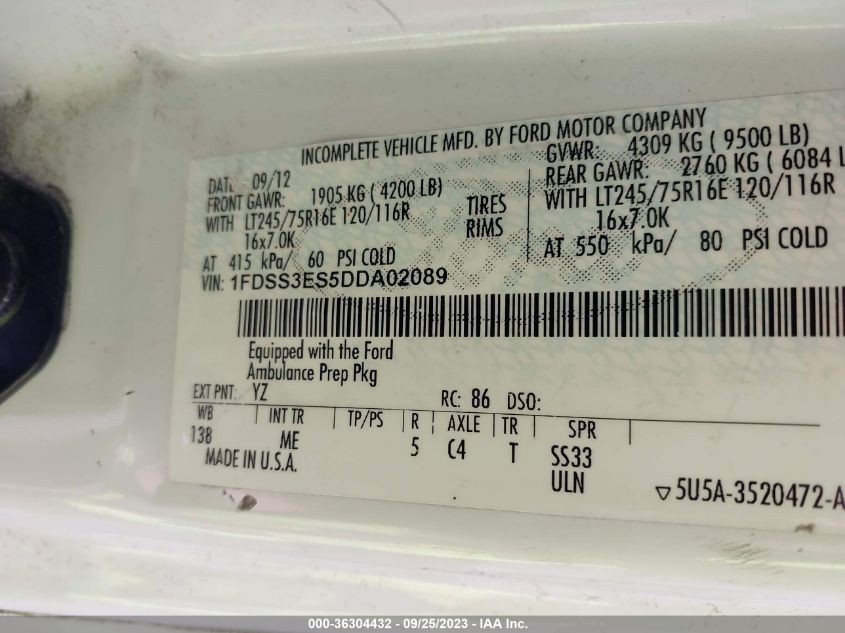 INCOMPLETE VEHICLE MFD. BY FORD MOTOR COMPANY
DATE: 09/12
GVWR: 4309 KG ( 9500 LB)
FRONT GAWR: 1905 KG ( 4200 LB)
REAR GAWR: 2760 KG ( 6084 L
WITH LT245/75R16E 120/116R TIRES WITH LT245/75R16E 120/116R
16x7.0K RIMS 16x7.0K
AT 415 kPa/ 60 PSI COLD AT 550 kPa/ 80 PSI COLD
VIN: 1FDSS3ES5DDA02089
Equipped with the Ford
Ambulance Prep Pkg
EXT PNT: YZ RC: 86 DSO:
WB | INT TR | TP/PS | R | AXLE | TR | SPR
138 ME 5 C4 T SS33
MADE IN U.S.A. ULN
▽5U5A-3520472-A
000-36304432 - 09/25/2023 - IAA Inc.